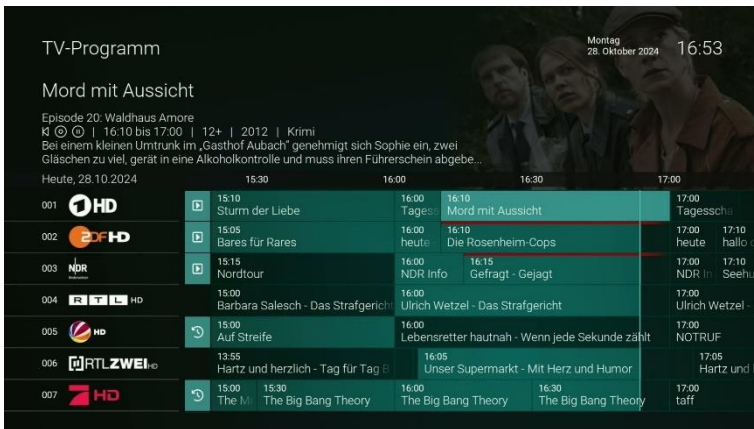 TV-Programm
Montag
28. Oktober 2024
16:53
Mord mit Aussicht
Episode 20: Waldhaus Amore
| 16:10 bis 17:00 | 12+ | 2012 | Krimi
Bei einem kleinen Umtrunk im „Gasthof Aubach" genehmigt sich Sophie ein, zwei
Gläschen zu viel, gerät in eine Alkoholkontrolle und muss ihren Führerschein abgebe...
Heute, 28.10.2024 15:30 16:00 16:30 17:00
001 1 HD
15:10 16:00 16:10 17:00
Sturm der Liebe Tagess Mord mit Aussicht Tagesscha
002 ZDF HD
15:05 16:00 16:10 17:00 17:10
Bares für Rares heute Die Rosenheim-Cops heute hallo
003 NDR
15:15 16:00 16:15 17:00 17:10
Nordtour NDR Info Gefragt - Gejagt NDR In Seehu
004 RTL HD
15:00 16:00 17:00
Barbara Salesch - Das Strafgericht Ulrich Wetzel - Das Strafgericht Ulrich Wetzel -
005 HD
15:00 16:00 17:00
Auf Streife Lebensretter hautnah - Wenn jede Sekunde zählt NOTRUF
006 RTLZWEI HD
13:55 16:05 17:05
Hartz und herzlich - Tag für Tag B Unser Supermarkt - Mit Herz und Humor Hartz und
007 7 HD
15:00 15:30 16:00 16:30 17:00
The M The Big Bang Theory The Big Bang Theory The Big Bang Theory taff